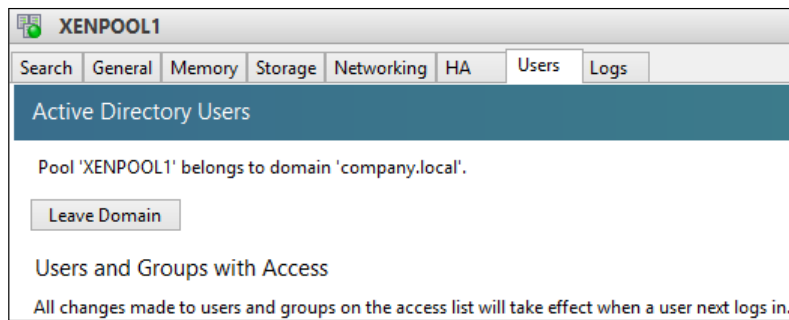 XENPOOL1
Search General Memory Storage Networking HA Users Logs
Active Directory Users
Pool 'XENPOOL1' belongs to domain 'company.local'.
Leave Domain
Users and Groups with Access
All changes made to users and groups on the access list will take effect when a user next logs in.